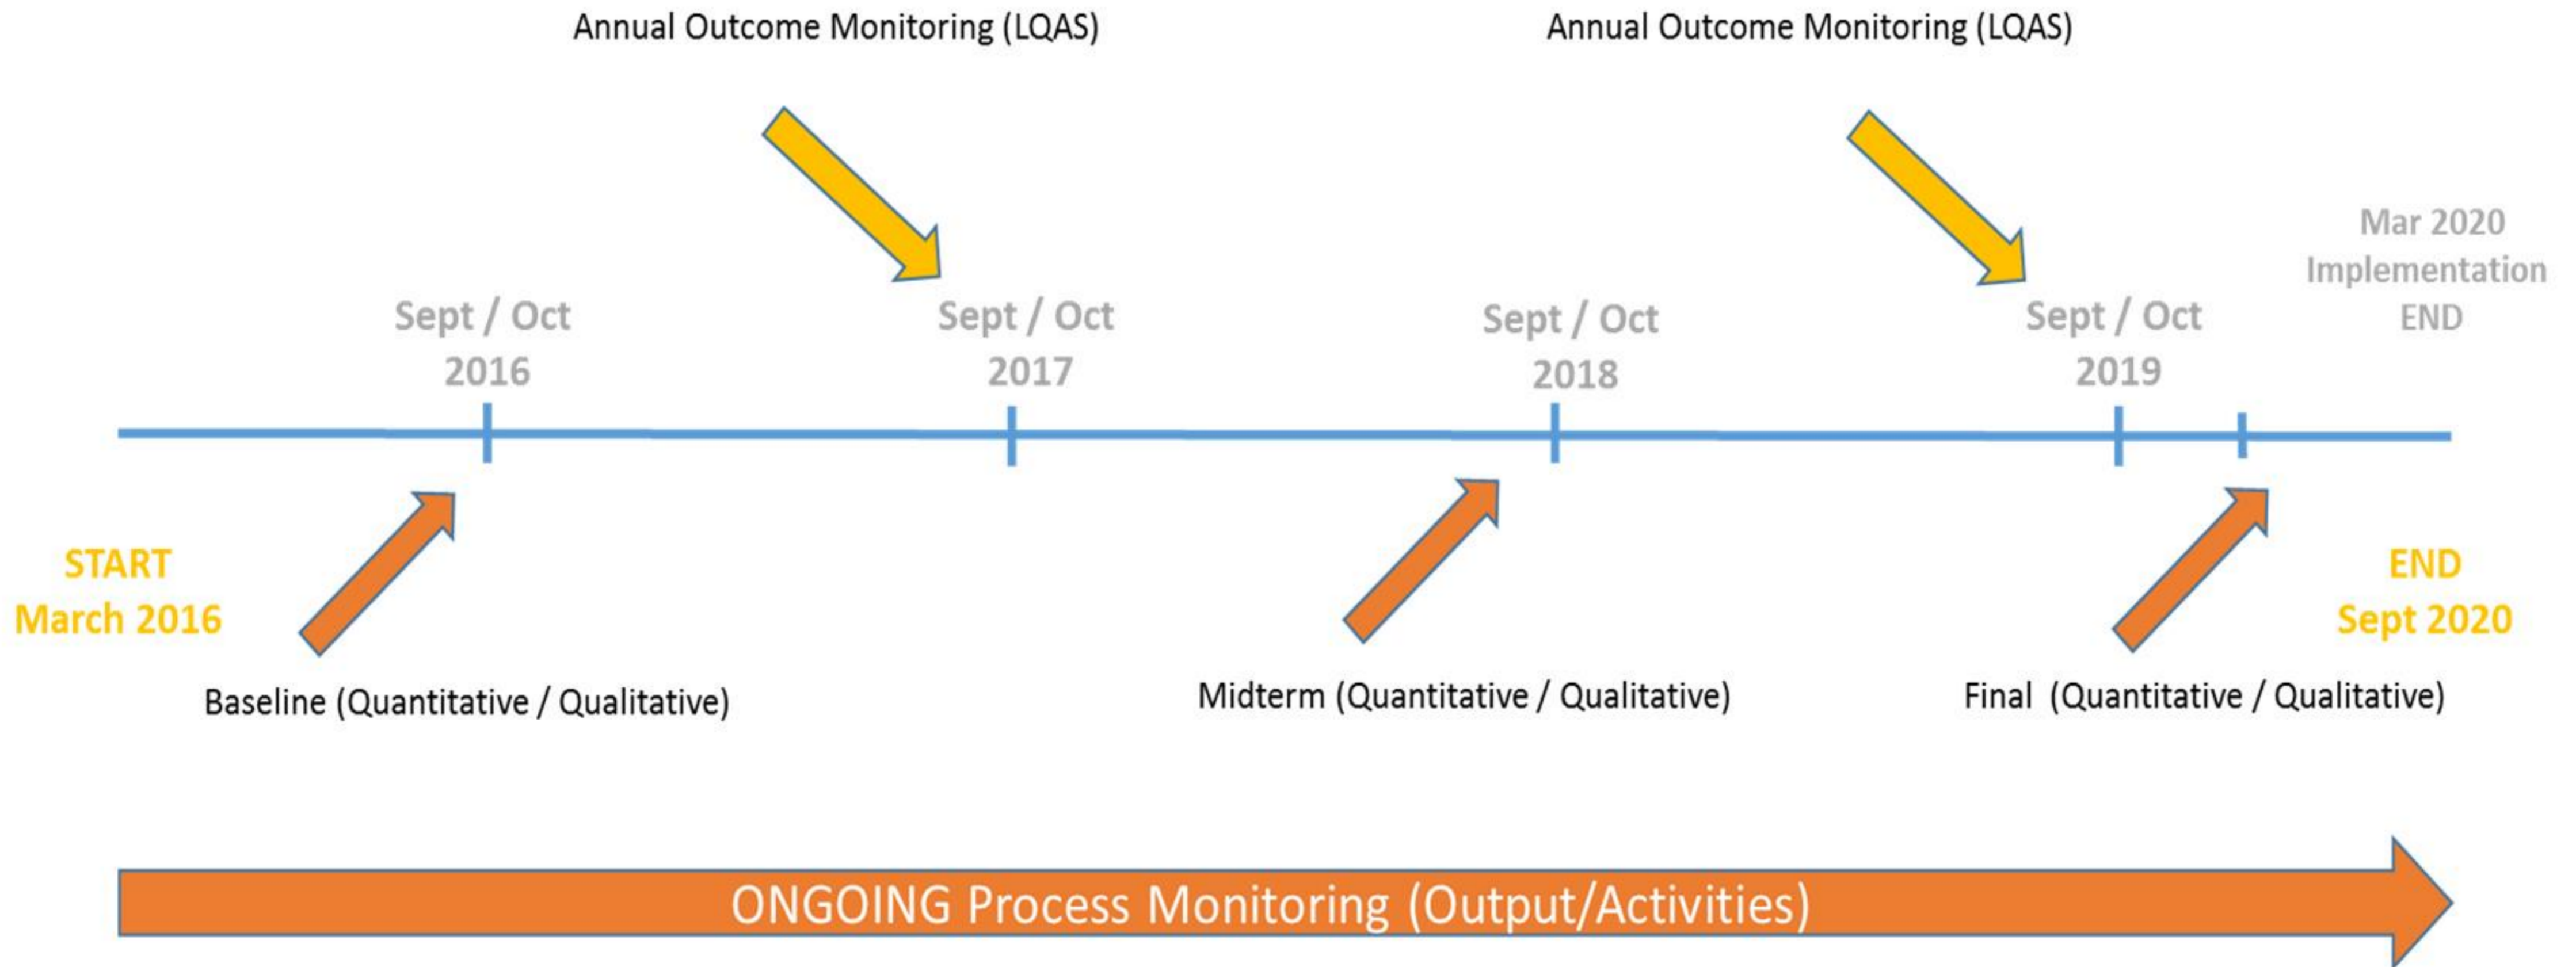 Annual Outcome Monitoring (LQAS)
Annual Outcome Monitoring (LQAS)
Mar 2020
Implementation
END
Sept / Oct
2016
Sept / Oct
2017
Sept / Oct
2018
Sept / Oct
2019
START
March 2016
END
Sept 2020
Baseline (Quantitative / Qualitative)
Midterm (Quantitative / Qualitative)
Final (Quantitative / Qualitative)
ONGOING Process Monitoring (Output/Activities)